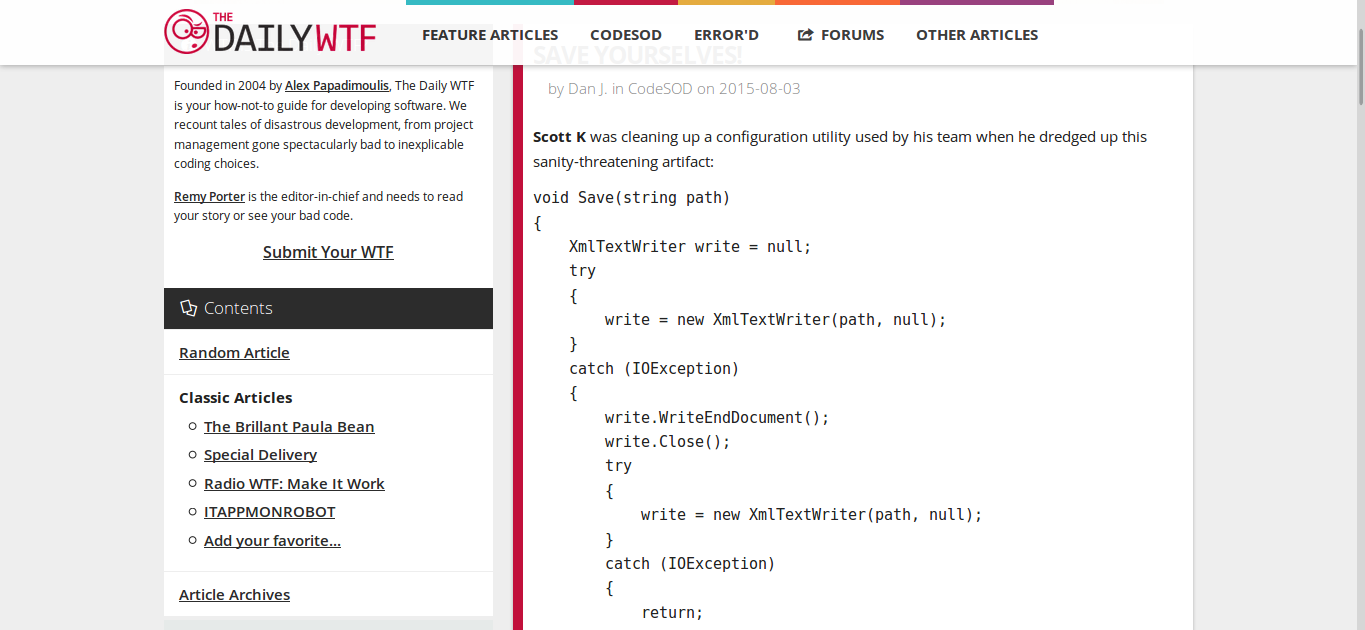 THE
DAILY WTF
FEATURE ARTICLES
CODESOD
ERROR'D
FORUMS
OTHER ARTICLES
Founded in 2004 by Alex Papadimoulis, The Daily WTF
is your how-not-to guide for developing software. We
recount tales of disastrous development, from project
management gone spectacularly bad to inexplicable
coding choices.
Remy Porter is the editor-in-chief and needs to read
your story or see your bad code.
Submit Your WTF
Contents
Random Article
Classic Articles
The Brillant Paula Bean
Special Delivery
Radio WTF: Make It Work
ITAPPMONROBOT
Add your favorite...
Article Archives
SAVE YOURSELVES!
by Dan J. in CodeSOD on 2015-08-03
Scott K was cleaning up a configuration utility used by his team when he dredged up this
sanity-threatening artifact:
void Save(string path)
{
    XmlTextWriter write = null;
    try
    {
        write = new XmlTextWriter(path, null);
    }
    catch (IOException)
    {
        write.WriteEndDocument();
        write.Close();
        try
        {
            write = new XmlTextWriter(path, null);
        }
        catch (IOException)
        {
            return;